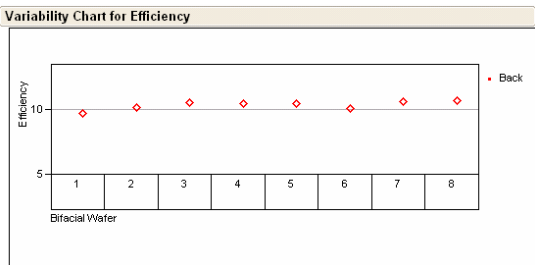 Variability Chart for Efficiency
Back
Efficiency
10
5
1 2 3 4 5 6 7 8
Bifacial Wafer